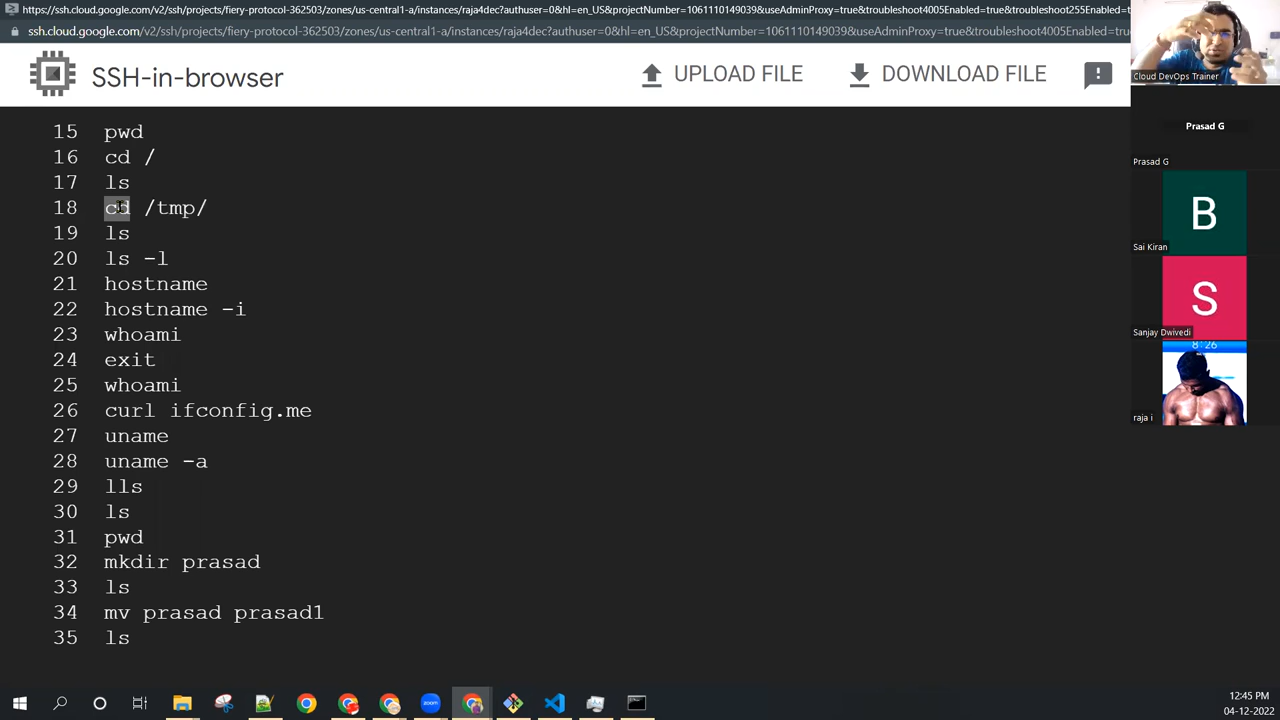 https://ssh.cloud.google.com/v2/ssh/projects/fiery-protocol-362503/zones/us-central1-a/instances/raja4dec?authuser=0&hl=en_US&projectNumber=1061110149039&useAdminProxy=true&troubleshoot4005Enabled=true&troubleshoot255Enabled=t...
ssh.cloud.google.com/v2/ssh/projects/fiery-protocol-362503/zones/us-central1-a/instances/raja4dec?authuser=0&hl=en_US&projectNumber=1061110149039&useAdminProxy=true&troubleshoot4005Enabled=true
SSH-in-browser
UPLOAD FILE
DOWNLOAD FILE
Cloud DevOps Trainer
Prasad G
Prasad G
B
Sai Kiran
S
Sanjay Dwivedi
8:26
raja i
15 pwd
16 cd /
17 ls
18 cd /tmp/
19 ls
20 ls -l
21 hostname
22 hostname -i
23 whoami
24 exit
25 whoami
26 curl ifconfig.me
27 uname
28 uname -a
29 lls
30 ls
31 pwd
32 mkdir prasad
33 ls
34 mv prasad prasad1
35 ls
zoom
12:45 PM
04-12-2022